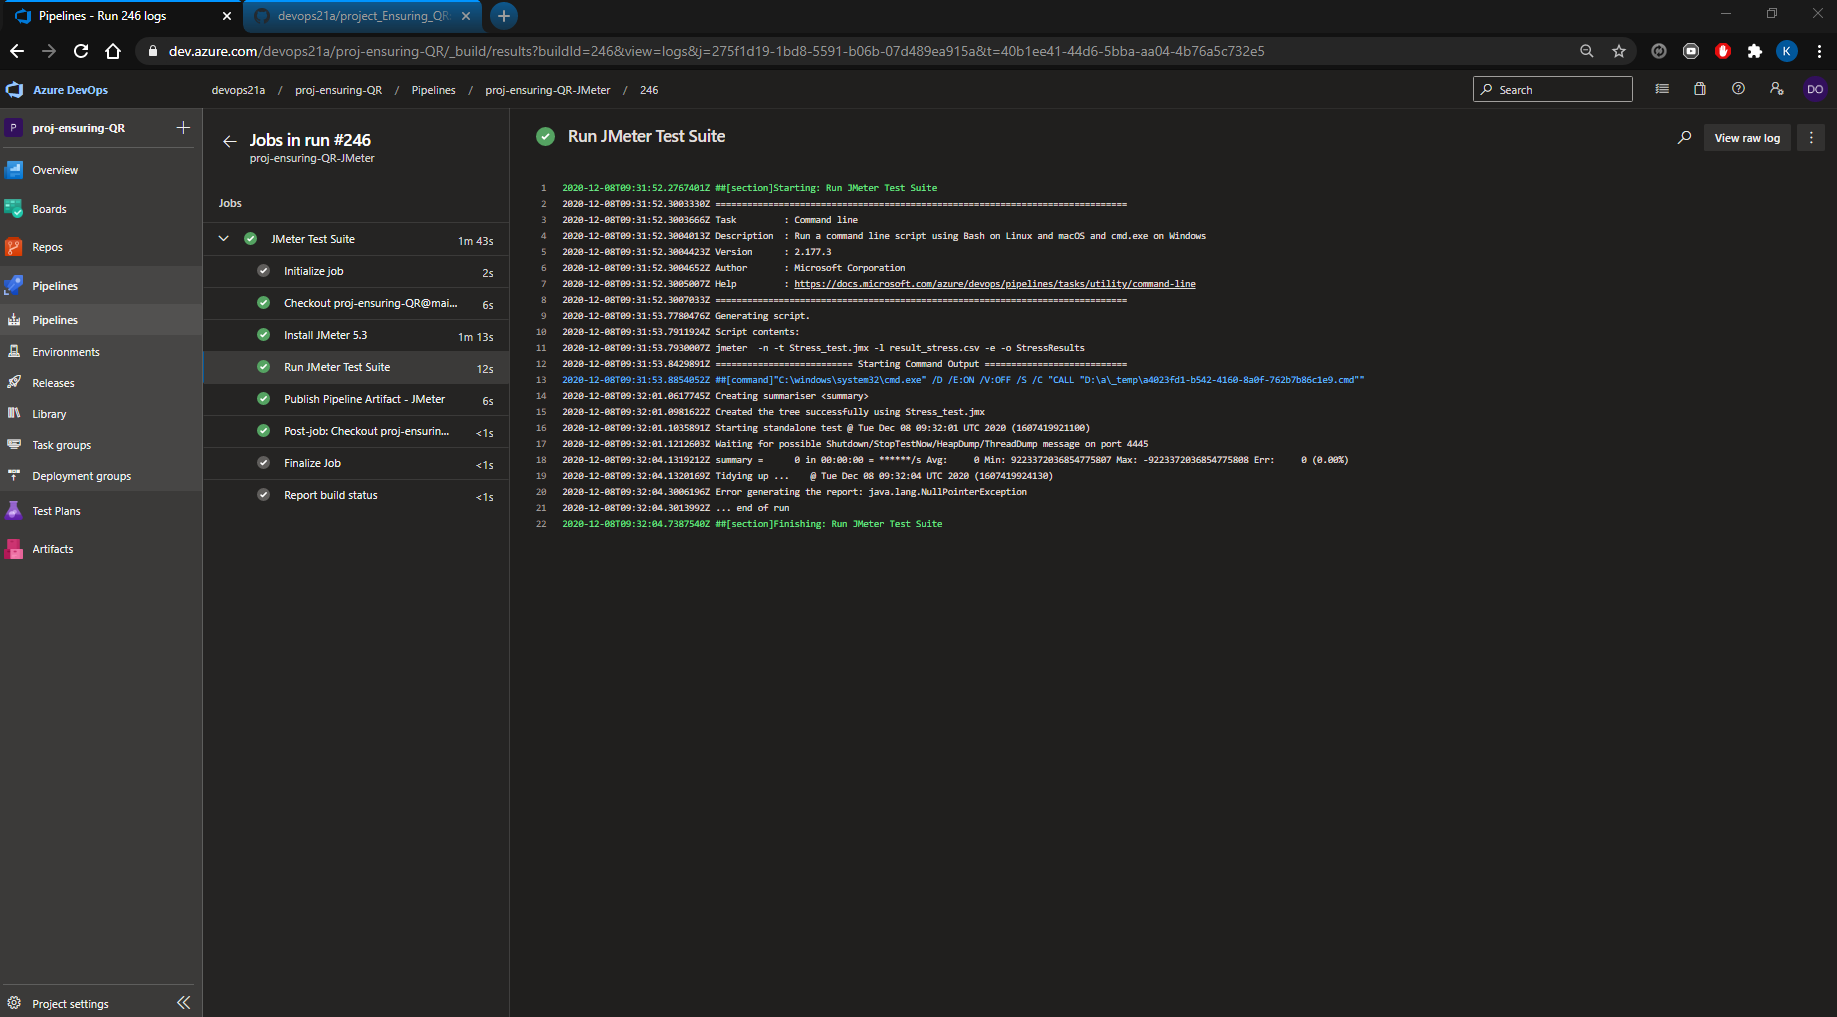 Pipelines - Run 246 logs
devops21a/project_Ensuring_QR
dev.azure.com/devops21a/proj-ensuring-QR/_build/results?buildId=246&view=logs&j=275f1d19-1bd8-5591-b06b-07d489ea915a&t=40b1ee41-44d6-5bba-aa04-4b76a5c732e5
K
Azure DevOps
devops21a / proj-ensuring-QR / Pipelines / proj-ensuring-QR-JMeter / 246
Search
DO
P proj-ensuring-QR
Overview
Boards
Repos
Pipelines
Pipelines
Environments
Releases
Library
Task groups
Deployment groups
Test Plans
Artifacts
Project settings
Jobs in run #246
proj-ensuring-QR-JMeter
Jobs
JMeter Test Suite 1m 43s
Initialize job 2s
Checkout proj-ensuring-QR@mai... 6s
Install JMeter 5.3 1m 13s
Run JMeter Test Suite 12s
Publish Pipeline Artifact - JMeter 6s
Post-job: Checkout proj-ensurin... <1s
Finalize Job <1s
Report build status <1s
Run JMeter Test Suite
View raw log
1 2020-12-08T09:31:52.2767401Z ##[section]Starting: Run JMeter Test Suite
2 2020-12-08T09:31:52.3003330Z ==============================================================================
3 2020-12-08T09:31:52.3003666Z Task         : Command line
4 2020-12-08T09:31:52.3004013Z Description  : Run a command line script using Bash on Linux and macOS and cmd.exe on Windows
5 2020-12-08T09:31:52.3004423Z Version      : 2.177.3
6 2020-12-08T09:31:52.3004652Z Author       : Microsoft Corporation
7 2020-12-08T09:31:52.3005007Z Help         : https://docs.microsoft.com/azure/devops/pipelines/tasks/utility/command-line
8 2020-12-08T09:31:52.3007033Z ==============================================================================
9 2020-12-08T09:31:53.7780476Z Generating script.
10 2020-12-08T09:31:53.7911924Z Script contents:
11 2020-12-08T09:31:53.7930007Z jmeter  -n -t Stress_test.jmx -l result_stress.csv -e -o StressResults
12 2020-12-08T09:31:53.8429891Z ========================== Starting Command Output ===========================
13 2020-12-08T09:31:53.8854052Z ##[command]"C:\windows\system32\cmd.exe" /D /E:ON /V:OFF /S /C "CALL "D:\a\_temp\a4023fd1-b542-4160-8a0f-762b7b86c1e9.cmd""
14 2020-12-08T09:32:01.0617745Z Creating summariser <summary>
15 2020-12-08T09:32:01.0981622Z Created the tree successfully using Stress_test.jmx
16 2020-12-08T09:32:01.1035891Z Starting standalone test @ Tue Dec 08 09:32:01 UTC 2020 (1607419921100)
17 2020-12-08T09:32:01.1212603Z Waiting for possible Shutdown/StopTestNow/HeapDump/ThreadDump message on port 4445
18 2020-12-08T09:32:04.1319212Z summary =      0 in 00:00:00 = ******/s Avg:     0 Min: 9223372036854775807 Max: -9223372036854775808 Err:     0 (0.00%)
19 2020-12-08T09:32:04.1320169Z Tidying up ...    @ Tue Dec 08 09:32:04 UTC 2020 (1607419924130)
20 2020-12-08T09:32:04.3006196Z Error generating the report: java.lang.NullPointerException
21 2020-12-08T09:32:04.3013992Z ... end of run
22 2020-12-08T09:32:04.7387540Z ##[section]Finishing: Run JMeter Test Suite